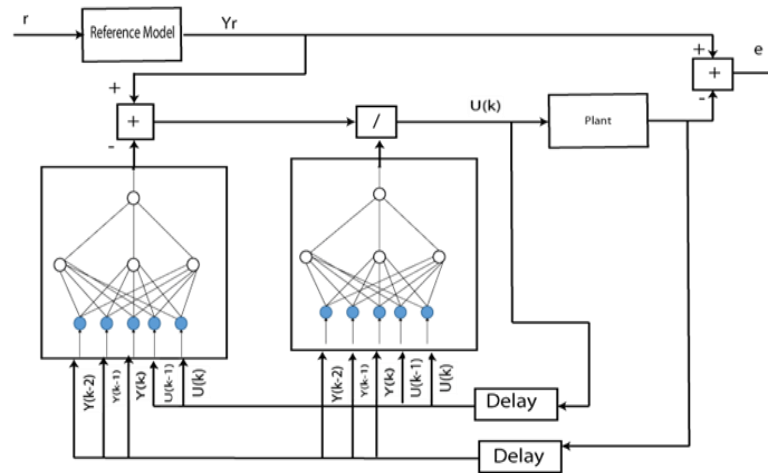 r
Reference Model
Yr
+
-
e
+
+
-
+
/
U(k)
Plant
Y(k-2)
Y(k-1)
Y(k)
U(k-1)
U(k)
Y(k-2)
Y(k-1)
Y(k)
U(k-1)
U(k)
Delay
Delay